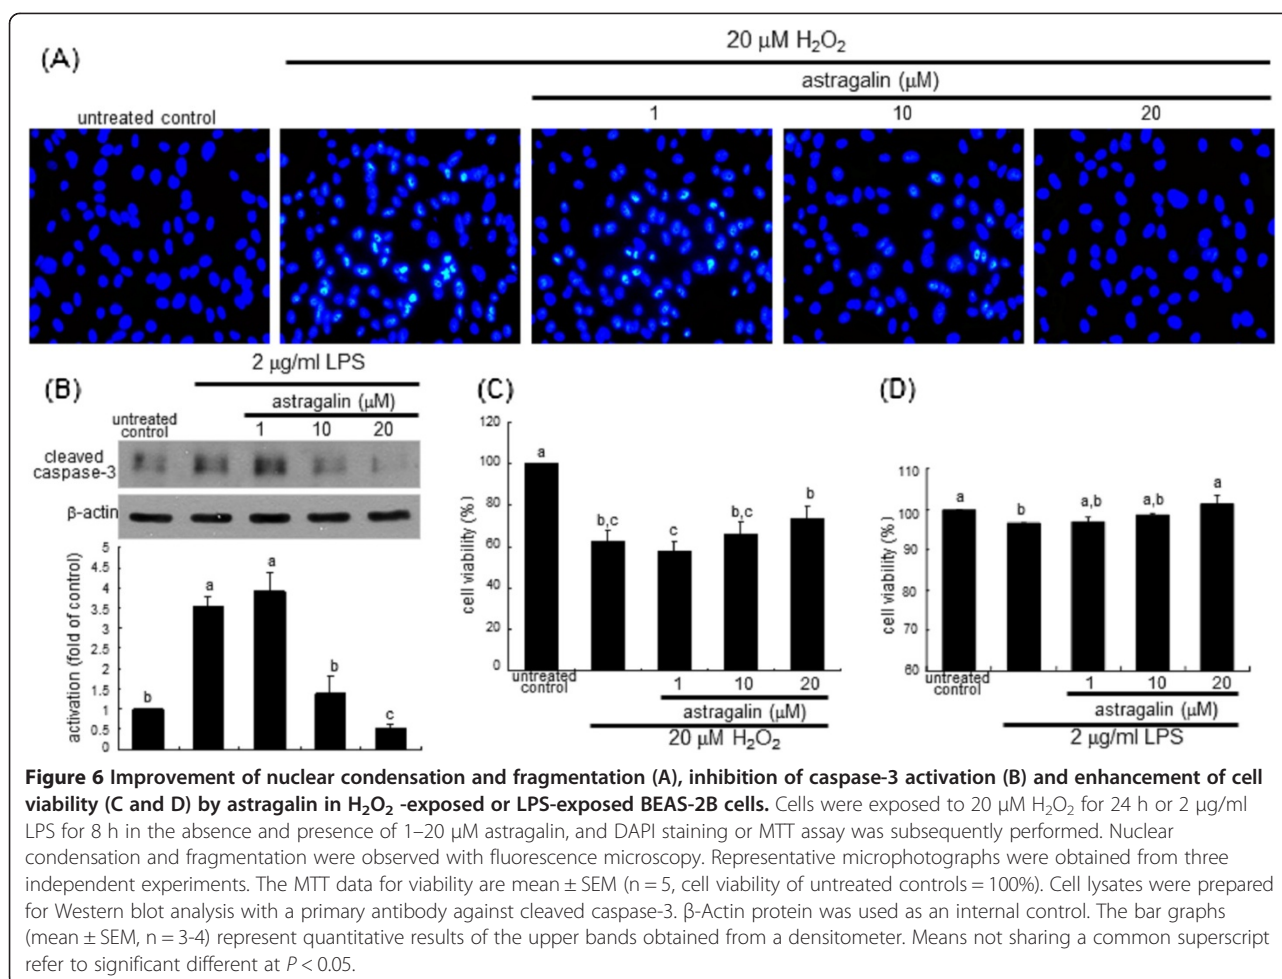 (A)
20 µM H₂O₂
astragalin (µM)
untreated control
1
10
20
(B)
2 µg/ml LPS
astragalin (µM)
untreated
control
1
10
20
cleaved
caspase-3
β-actin
activation (fold of control)
5
4.5
4
3.5
3
2.5
2
1.5
1
0.5
0
b
a
a
b
c
(C)
cell viability (%)
120
100
80
60
40
20
0
a
b,c
c
b,c
b
untreated
control
1
10
20
astragalin (µM)
20 µM H₂O₂
(D)
cell viability (%)
110
100
90
80
70
60
a
b
a,b
a,b
a
untreated
control
1
10
20
astragalin (µM)
2 µg/ml LPS
Figure 6 Improvement of nuclear condensation and fragmentation (A), inhibition of caspase-3 activation (B) and enhancement of cell
viability (C and D) by astragalin in H₂O₂ -exposed or LPS-exposed BEAS-2B cells. Cells were exposed to 20 µM H₂O₂ for 24 h or 2 µg/ml
LPS for 8 h in the absence and presence of 1–20 µM astragalin, and DAPI staining or MTT assay was subsequently performed. Nuclear
condensation and fragmentation were observed with fluorescence microscopy. Representative microphotographs were obtained from three
independent experiments. The MTT data for viability are mean ± SEM (n = 5, cell viability of untreated controls = 100%). Cell lysates were prepared
for Western blot analysis with a primary antibody against cleaved caspase-3. β-Actin protein was used as an internal control. The bar graphs
(mean ± SEM, n = 3-4) represent quantitative results of the upper bands obtained from a densitometer. Means not sharing a common superscript
refer to significant different at P < 0.05.